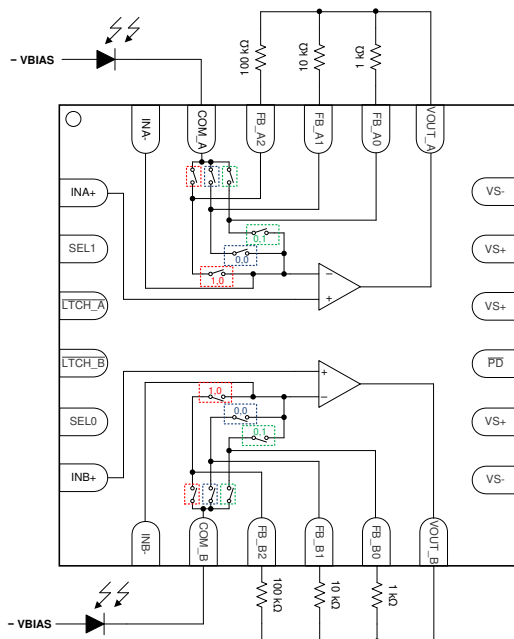 - VBIAS
100 kΩ
10 kΩ
1 kΩ
INA-
COM_A
FB_A2
FB_A1
FB_A0
VOUT_A
INA+
SEL1
LTCH_A
LTCH_B
SEL0
INB+
0,1
0,0
1,0
−
+
+
−
1,0
0,0
0,1
VS-
VS+
VS+
PD
VS+
VS-
INB-
COM_B
FB_B2
FB_B1
FB_B0
VOUT_B
100 kΩ
10 kΩ
1 kΩ
- VBIAS